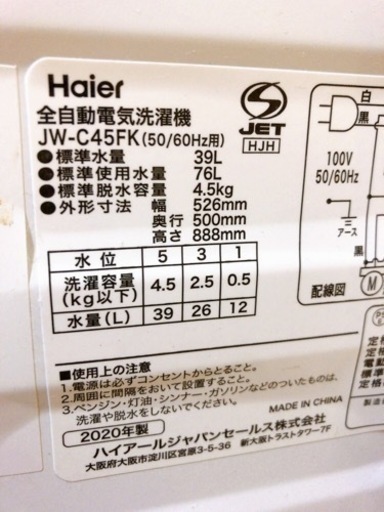 Haier
全自動電気洗濯機
JW-C45FK(50/60Hz用)
■標準水量 39L
■標準使用水量 76L
■標準脱水容量 4.5kg
■外形寸法 幅 526mm
奥行 500mm
高さ 888mm
JET
HJH
白
黒
100V
50/60Hz
アース
黒
M
配線図
水位 5 3 1
洗濯容量(kg以下) 4.5 2.5 0.5
水量(L) 39 26 12
■使用上の注意
1.電源は必ずコンセントからとること。
2.周囲に間隔をおいて設置すること。
3.ベンジン・灯油・シンナー・ガソリンなどのついたものは、
洗濯や脱水をしないでください。
MADE IN CHINA
2020年製
ハイアールジャパンセールス株式会社
大阪府大阪市淀川区宮原3-5-36 新大阪トラストタワー7F